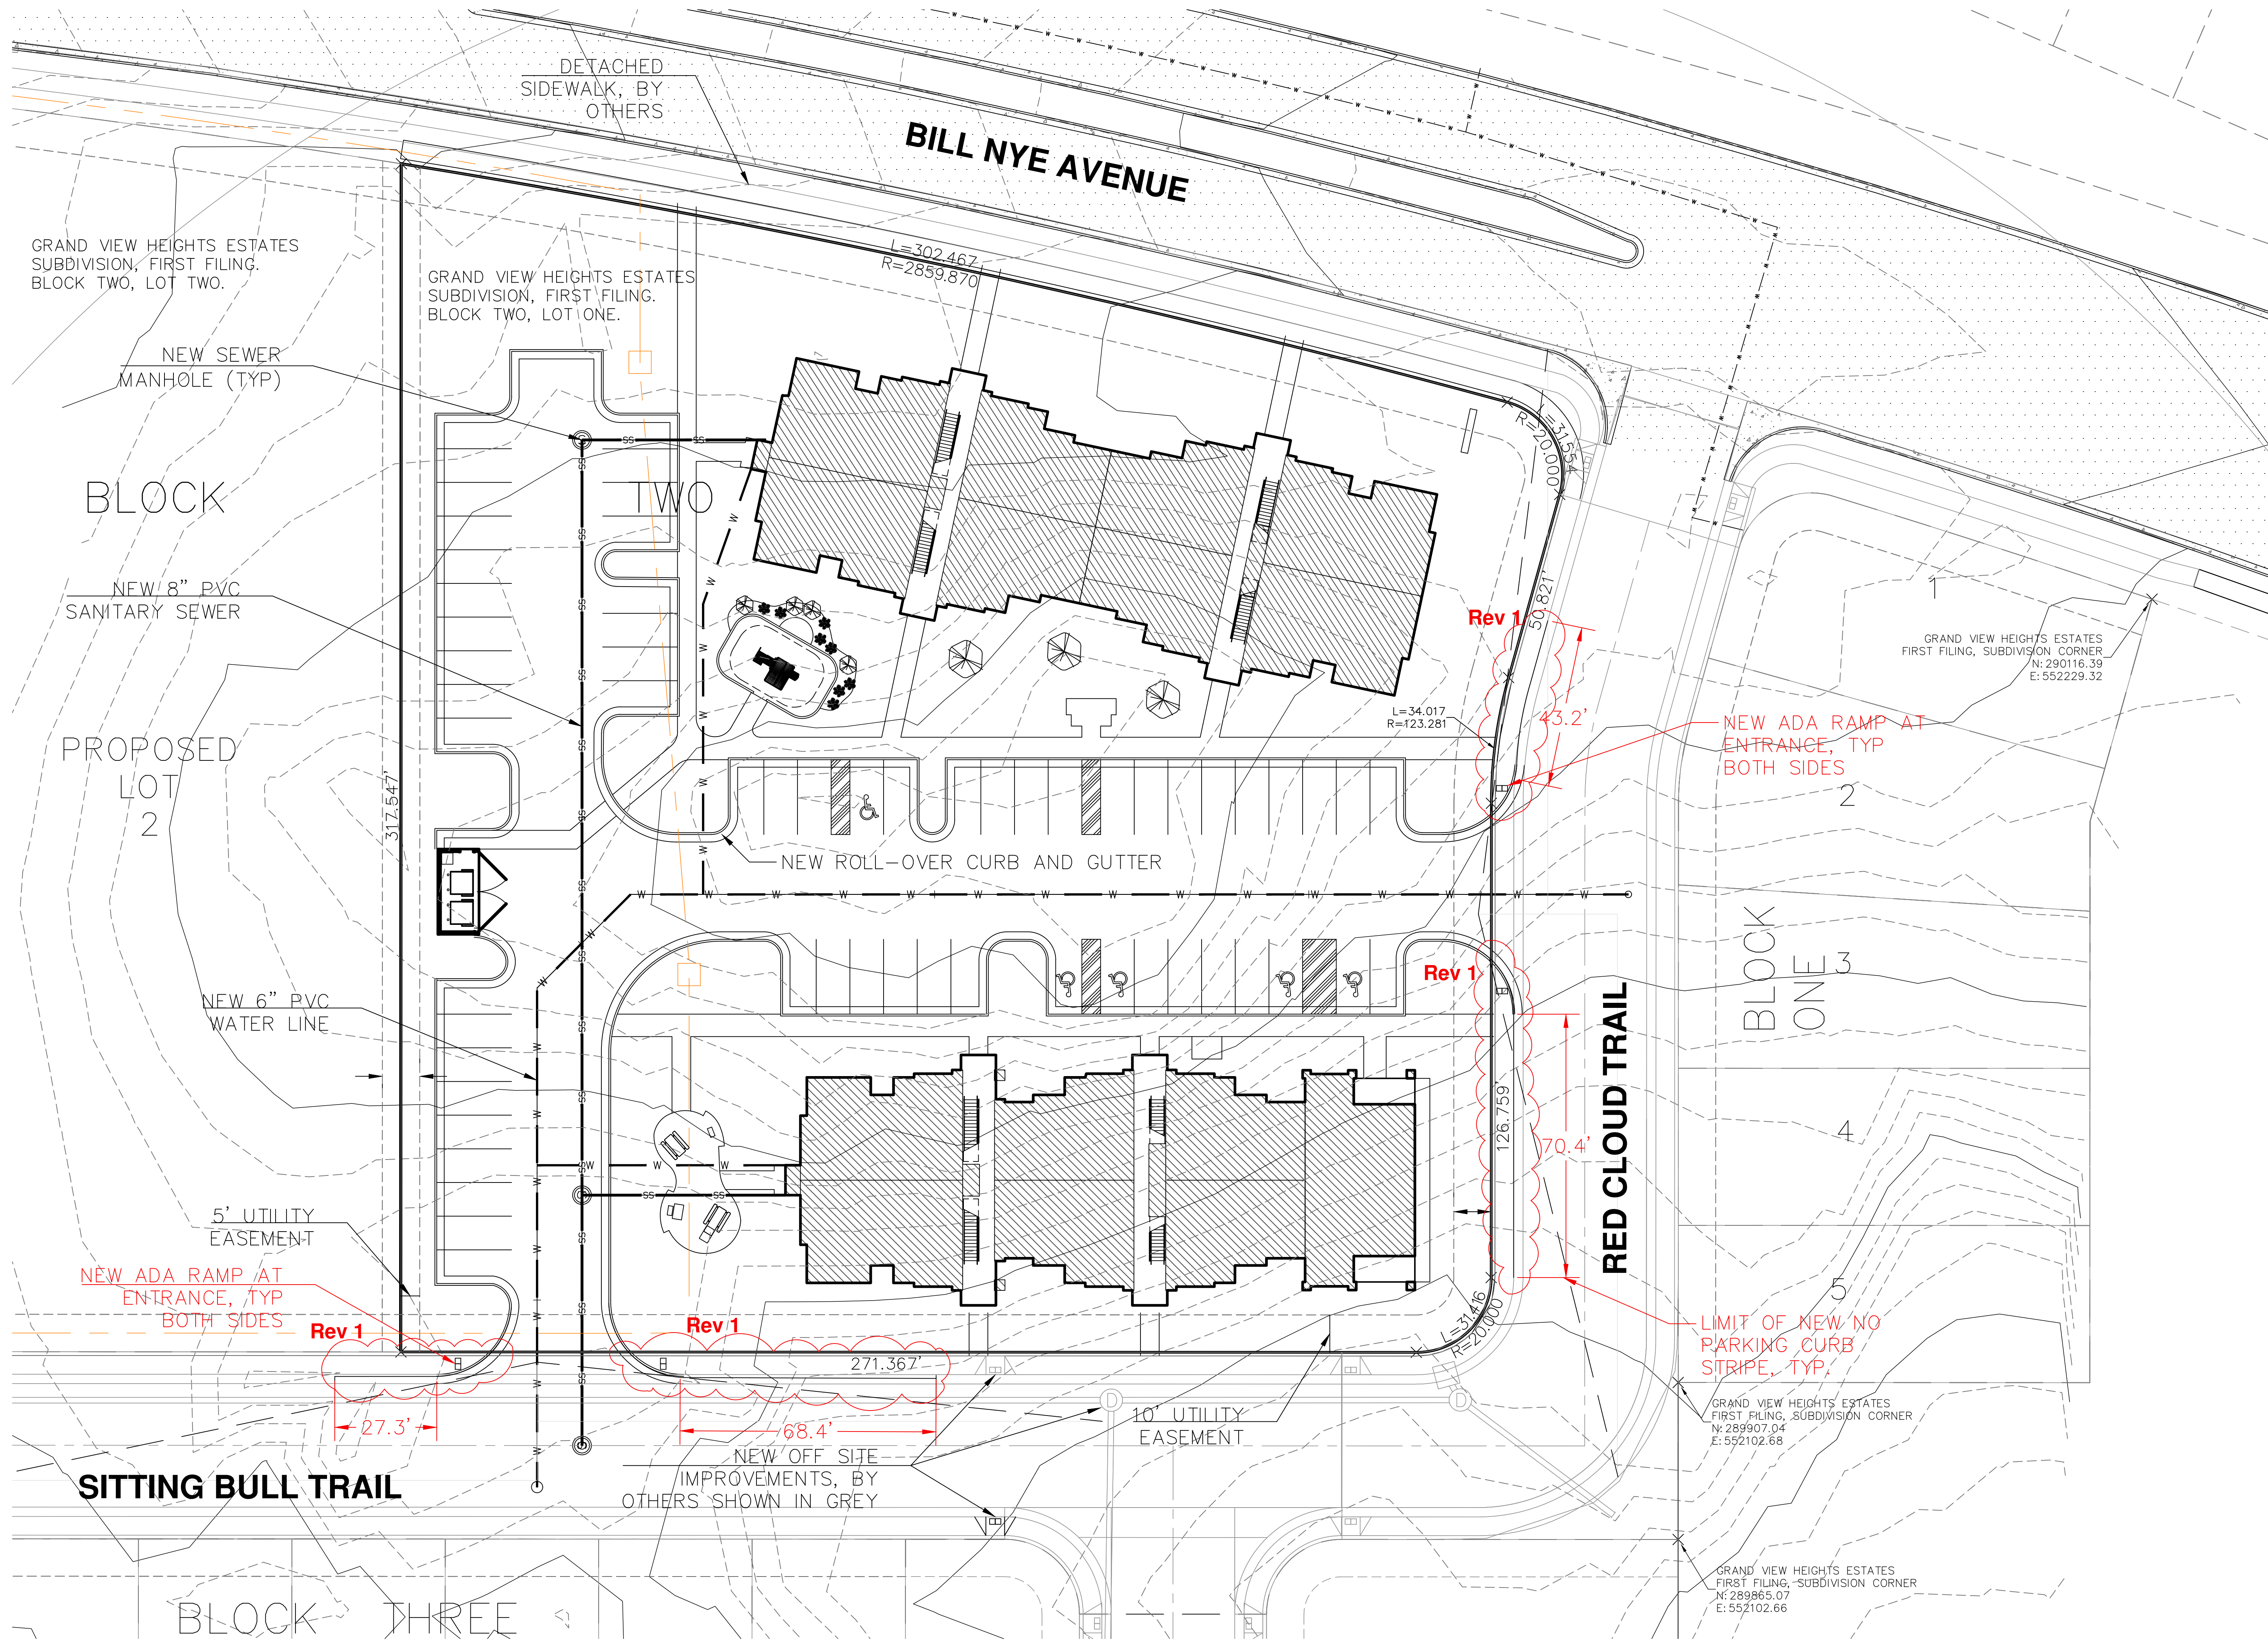 DETACHED
SIDEWALK, BY
OTHERS
BILL NYE AVENUE
GRAND VIEW HEIGHTS ESTATES
SUBDIVISION, FIRST FILING.
BLOCK TWO, LOT TWO.
GRAND VIEW HEIGHTS ESTATES
SUBDIVISION, FIRST FILING.
BLOCK TWO, LOT ONE.
L=302.467
R=2859.870
NEW SEWER
MANHOLE (TYP)
L=31.554
R=20.000
BLOCK
TWO
NEW 8" PVC
SANITARY SEWER
50.821'
Rev 1
1
GRAND VIEW HEIGHTS ESTATES
FIRST FILING, SUBDIVISION CORNER
N: 290116.39
E: 552229.32
L=34.017
R=123.281
43.2'
NEW ADA RAMP AT
ENTRANCE, TYP
BOTH SIDES
PROPOSED
LOT
2
317.547'
2
NEW ROLL-OVER CURB AND GUTTER
Rev 1
BLOCK
ONE
3
NEW 6" PVC
WATER LINE
RED CLOUD TRAIL
126.759'
70.4'
4
5' UTILITY
EASEMENT
NEW ADA RAMP AT
ENTRANCE, TYP
BOTH SIDES
Rev 1
Rev 1
271.367'
L=31.416
R=20.000
5
LIMIT OF NEW NO
PARKING CURB
STRIPE, TYP.
27.3'
68.4'
10' UTILITY
EASEMENT
D
D
GRAND VIEW HEIGHTS ESTATES
FIRST FILING, SUBDIVISION CORNER
N: 289907.04
E: 552102.68
NEW OFF SITE
IMPROVEMENTS, BY
OTHERS SHOWN IN GREY
SITTING BULL TRAIL
GRAND VIEW HEIGHTS ESTATES
FIRST FILING, SUBDIVISION CORNER
N: 289865.07
E: 552102.66
BLOCK THREE